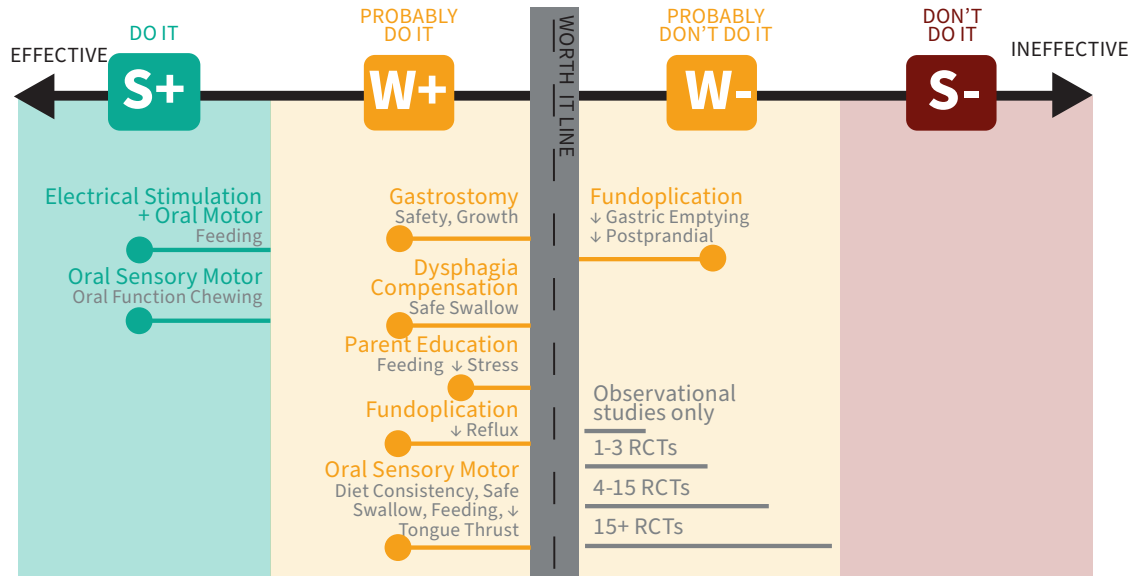 EFFECTIVE
DO IT
S+
PROBABLY
DO IT
W+
WORTH IT LINE
PROBABLY
DON'T DO IT
W-
DON'T
DO IT
S-
INEFFECTIVE
Electrical Stimulation
+ Oral Motor
Feeding
Oral Sensory Motor
Oral Function Chewing
Gastrostomy
Safety, Growth
Dysphagia
Compensation
Safe Swallow
Parent Education
Feeding ↓ Stress
Fundoplication
↓ Reflux
Oral Sensory Motor
Diet Consistency, Safe
Swallow, Feeding, ↓
Tongue Thrust
Fundoplication
↓ Gastric Emptying
↓ Postprandial
Observational
studies only
1-3 RCTs
4-15 RCTs
15+ RCTs